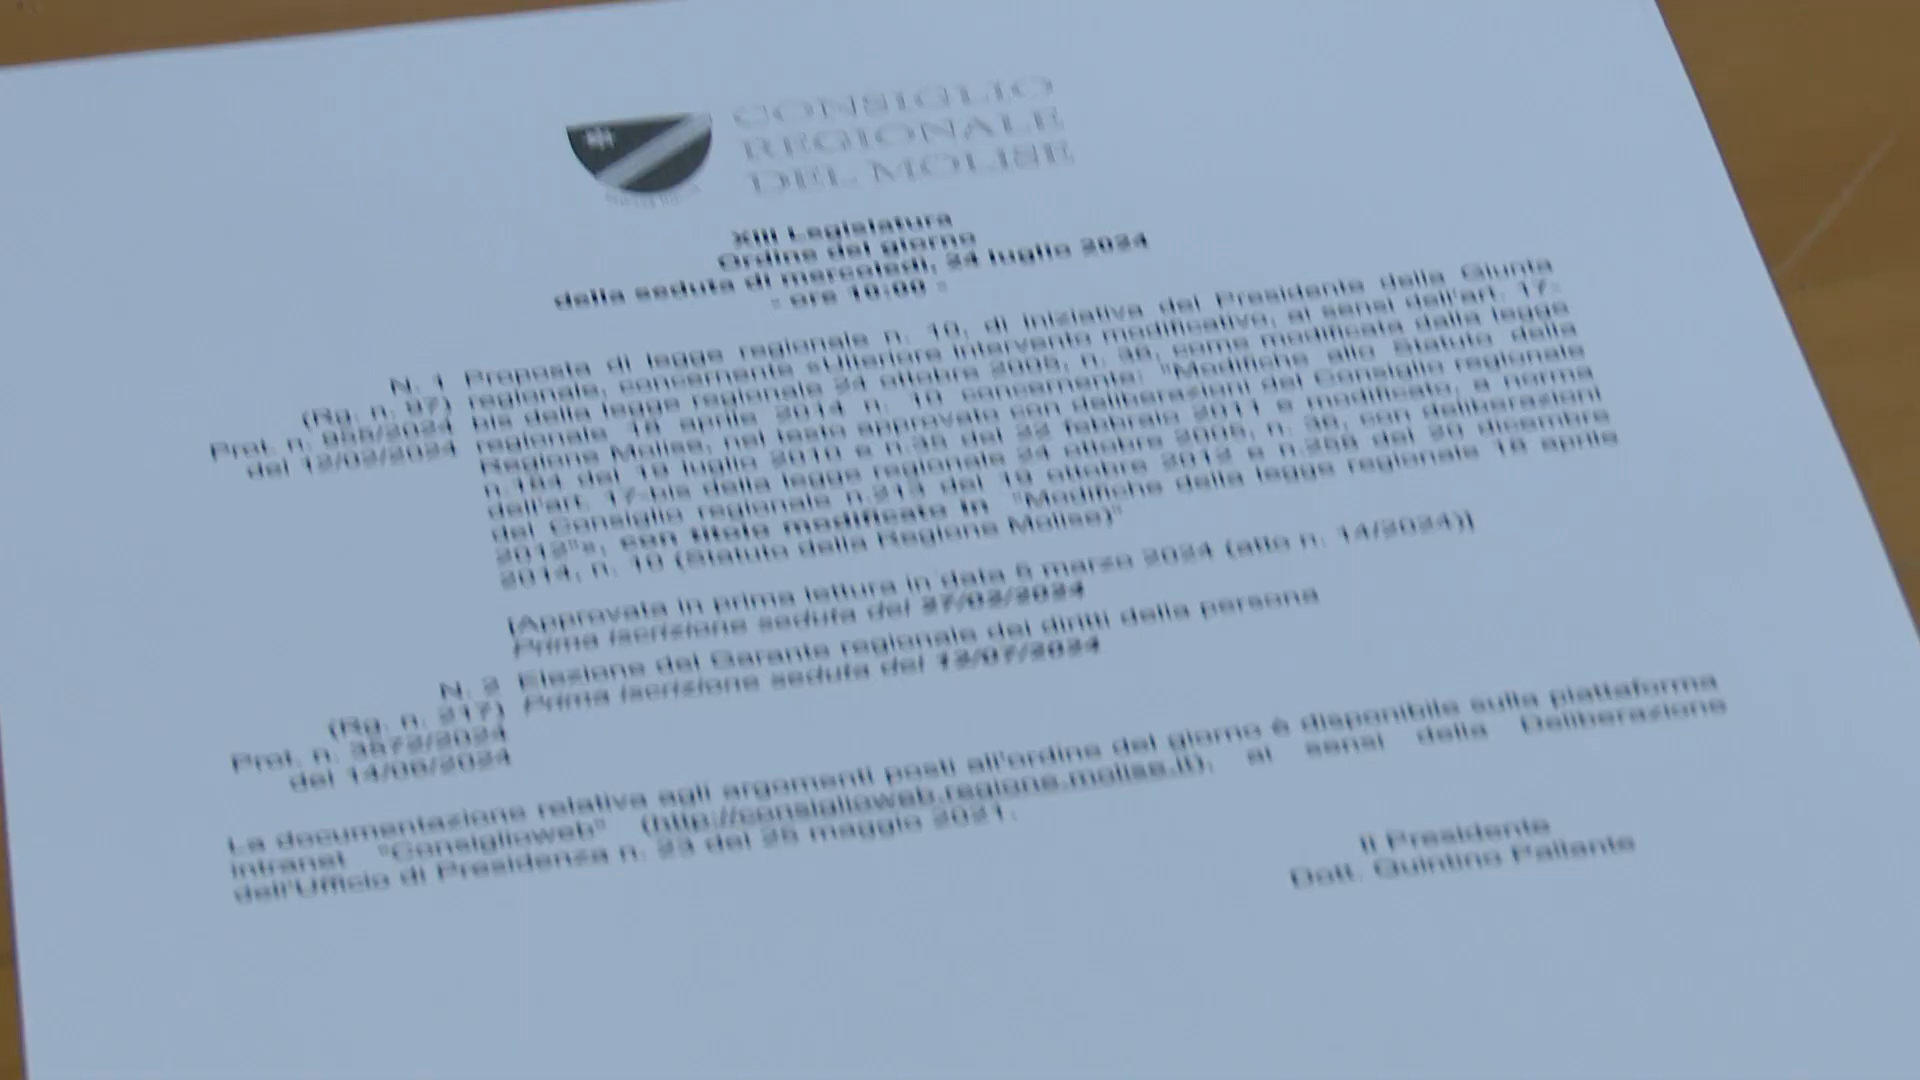 CONSIGLIO
REGIONALE
DEL MOLISE
XIII Legislatura
Ordine del giorno
della seduta di mercoledì, 24 luglio 2024
- ore 10:00 -
N. 1 Proposta di legge regionale n. 10, di iniziativa del Presidente della Giunta
(Rg. n. 97) regionale, concernente «Ulteriore intervento modificativo, ai sensi dell'art. 17-
Prot. n. 955/2024 bis della legge regionale 24 ottobre 2005, n. 36, come modificata dalla legge
del 12/02/2024 regionale 18 aprile 2014 n. 10 concernente: "Modifiche allo Statuto della
Regione Molise, nel testo approvato con deliberazioni del Consiglio regionale
n.184 del 19 luglio 2010 e n.35 del 22 febbraio 2011 e modificato, a norma
dell'art. 17-bis della legge regionale 24 ottobre 2005, n. 36, con deliberazioni
del Consiglio regionale n.213 del 19 ottobre 2012 e n.256 del 20 dicembre
2012"», con titolo modificato in "Modifiche della legge regionale 18 aprile
2014, n. 10 (Statuto della Regione Molise)"
[Approvata in prima lettura in data 5 marzo 2024 (atto n. 14/2024)]
Prima iscrizione seduta del 27/02/2024
N. 2 Elezione del Garante regionale dei diritti della persona
(Rg. n. 217) Prima iscrizione seduta del 12/07/2024
Prot. n. 3872/2024
del 14/06/2024
La documentazione relativa agli argomenti posti all'ordine del giorno è disponibile sulla piattaforma
intranet "Consiglioweb" (http://consiglioweb.regione.molise.it), ai sensi della Deliberazione
dell'Ufficio di Presidenza n. 23 del 25 maggio 2021.
Il Presidente
Dott. Quintino Pallante